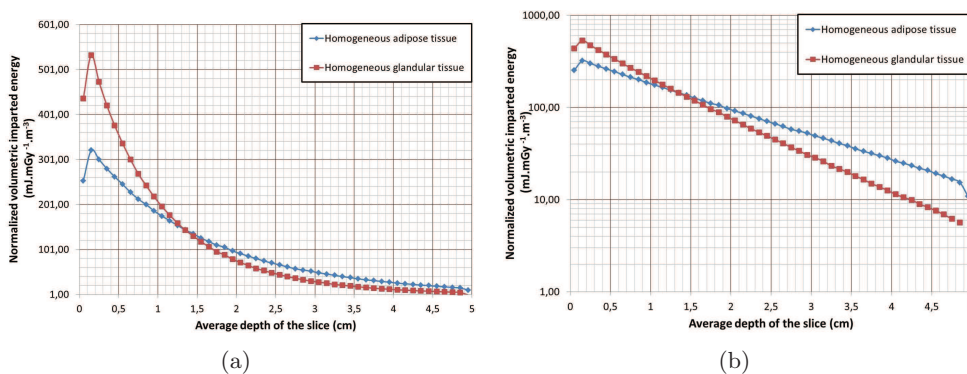 601,00
501,00
401,00
301,00
201,00
101,00
1,00
0
0,5
1
1,5
2
2,5
3
3,5
4
4,5
5
Normalized volumetric imparted energy
(mJ.mGy⁻¹.m⁻³)
Average depth of the slice (cm)
Homogeneous adipose tissue
Homogeneous glandular tissue
(a)
1000,00
100,00
10,00
1,00
0
0,5
1
1,5
2
2,5
3
3,5
4
4,5
Normalized volumetric imparted energy
(mJ.mGy⁻¹.m⁻³)
Average depth of the slice (cm)
Homogeneous adipose tissue
Homogeneous glandular tissue
(b)